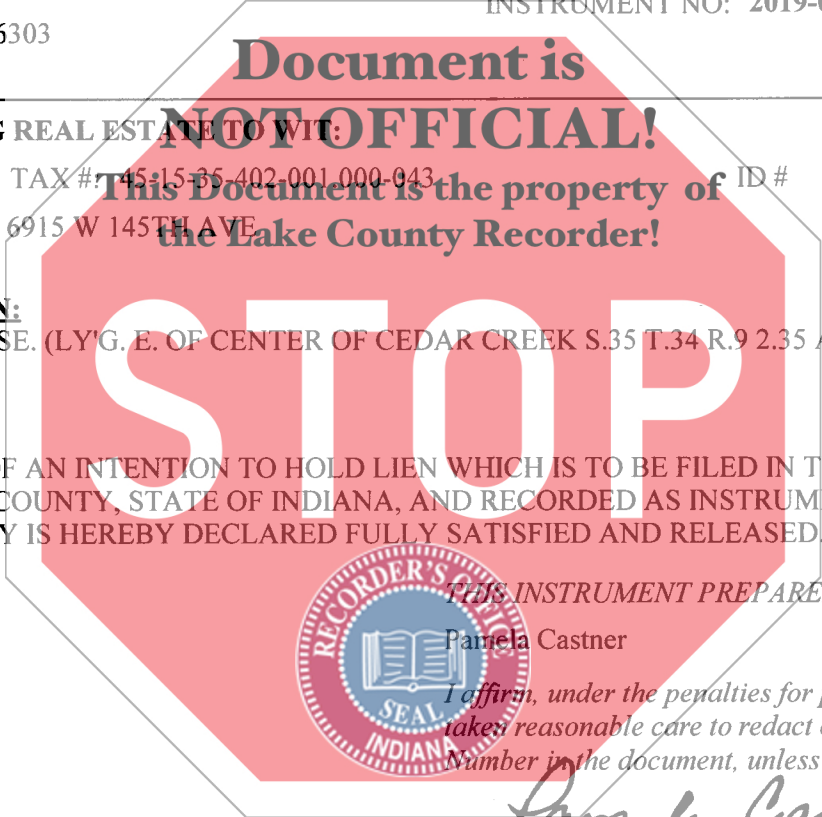 INSTRUMENT NO: 2019-0
6303
Document is
NOT OFFICIAL!
G REAL ESTATE TO WIT:
TAX #: 45-15-35-402-001.000-043 ID #
This Document is the property of
6915 W 145TH AVE
the Lake County Recorder!
N:
SE. (LY'G. E. OF CENTER OF CEDAR CREEK S.35 T.34 R.9 2.35 A
STOP
F AN INTENTION TO HOLD LIEN WHICH IS TO BE FILED IN T
COUNTY, STATE OF INDIANA, AND RECORDED AS INSTRUM
Y IS HEREBY DECLARED FULLY SATISFIED AND RELEASED.
RECORDER'S OFFICE
SEAL
INDIANA
THIS INSTRUMENT PREPARE
Pamela Castner
I affirm, under the penalties for p
taken reasonable care to redact e
Number in the document, unless